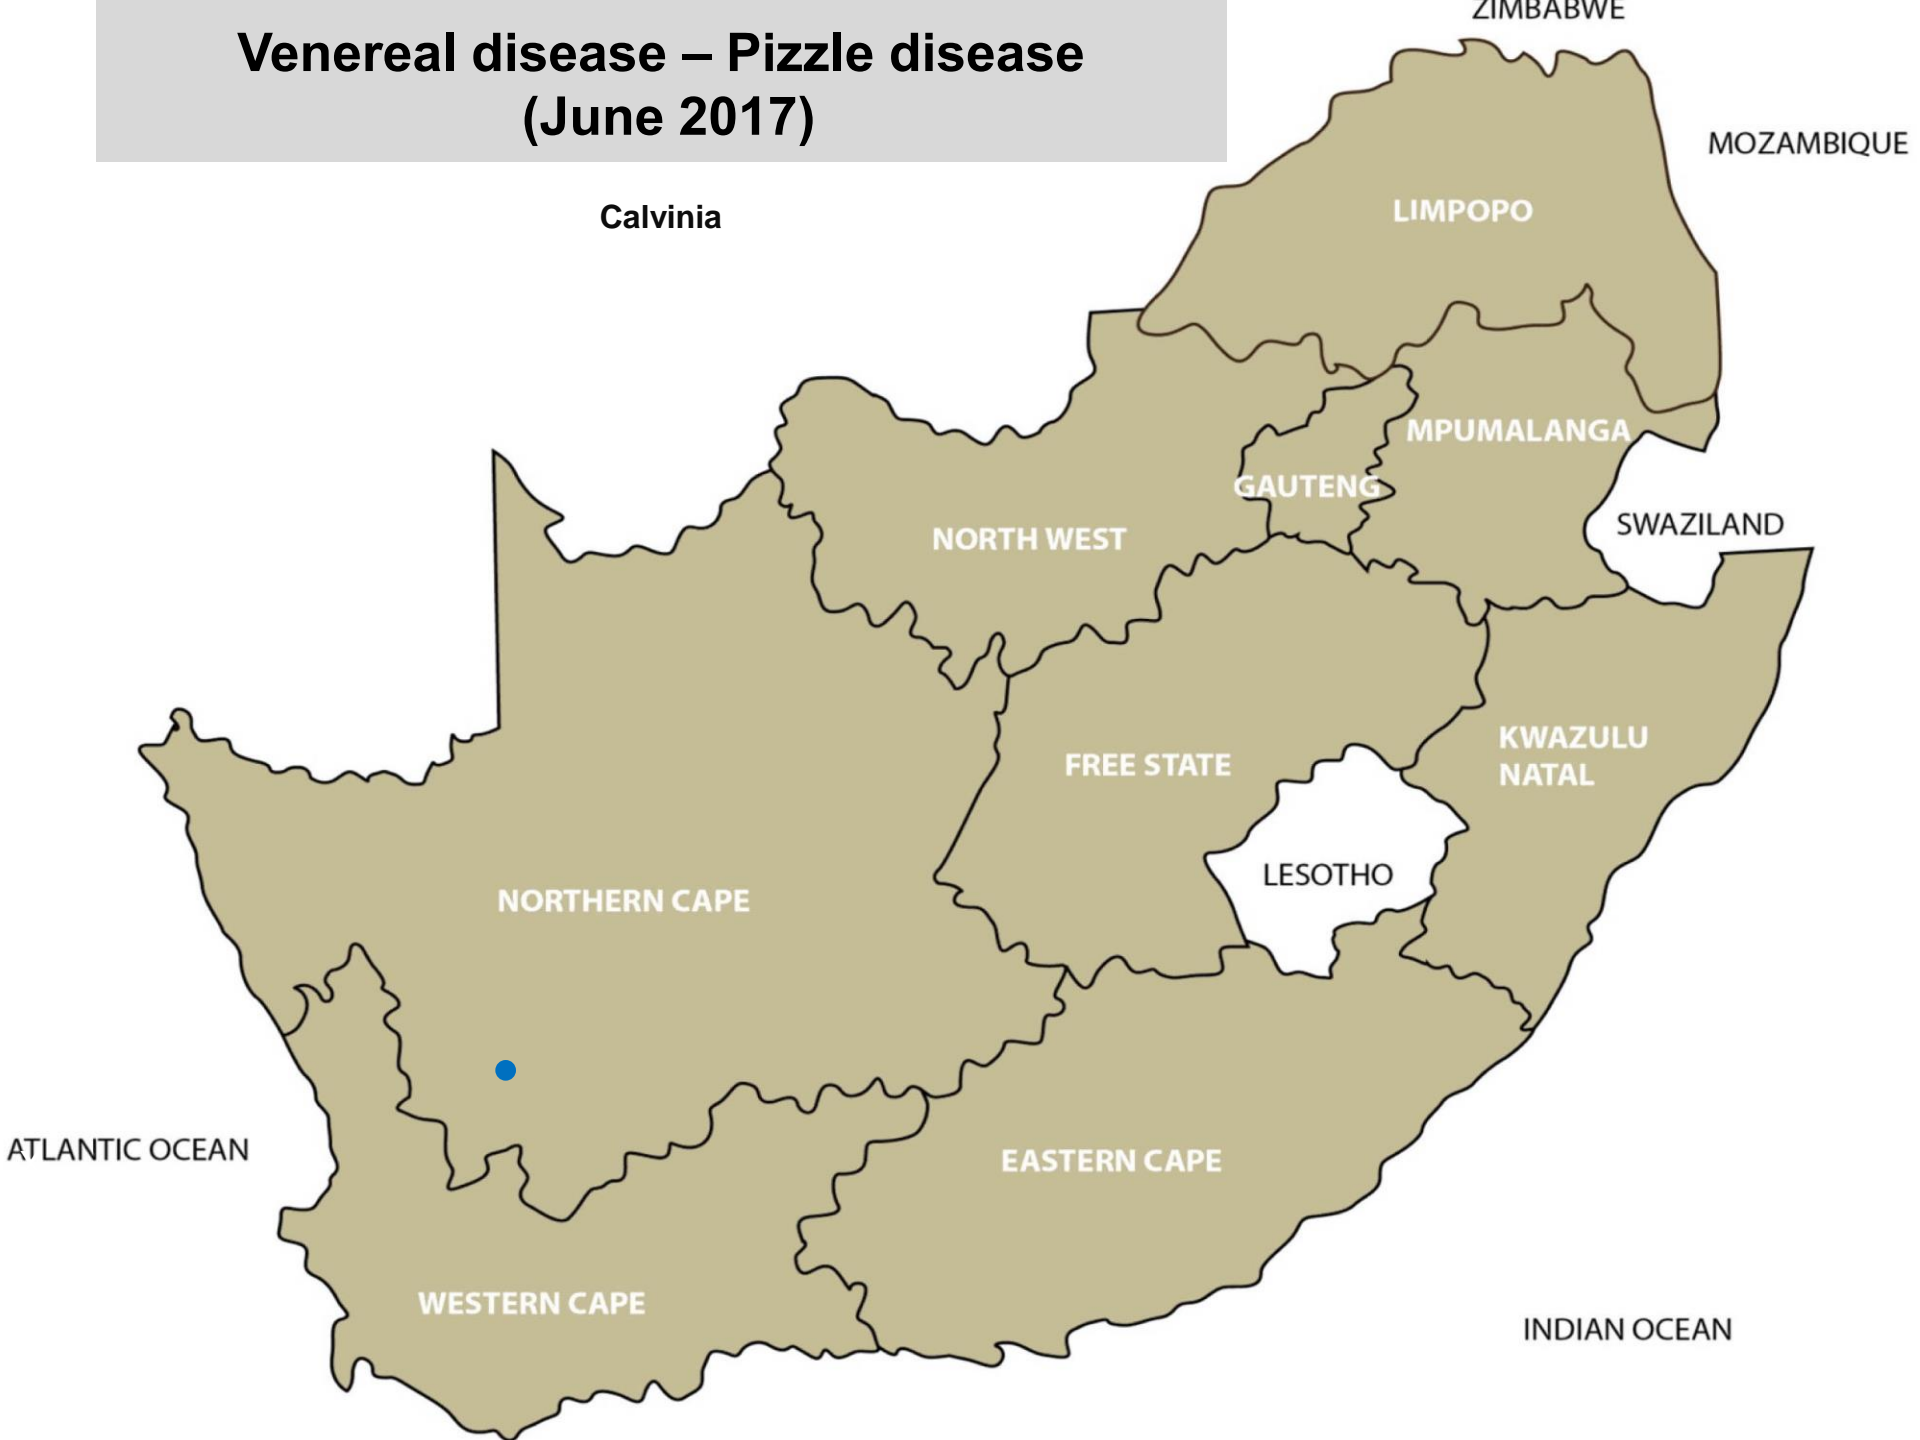 Venereal disease – Pizzle disease
(June 2017)
ZIMBABWE
MOZAMBIQUE
Calvinia
LIMPOPO
MPUMALANGA
GAUTENG
SWAZILAND
NORTH WEST
KWAZULU
NATAL
FREE STATE
LESOTHO
NORTHERN CAPE
ATLANTIC OCEAN
EASTERN CAPE
WESTERN CAPE
INDIAN OCEAN